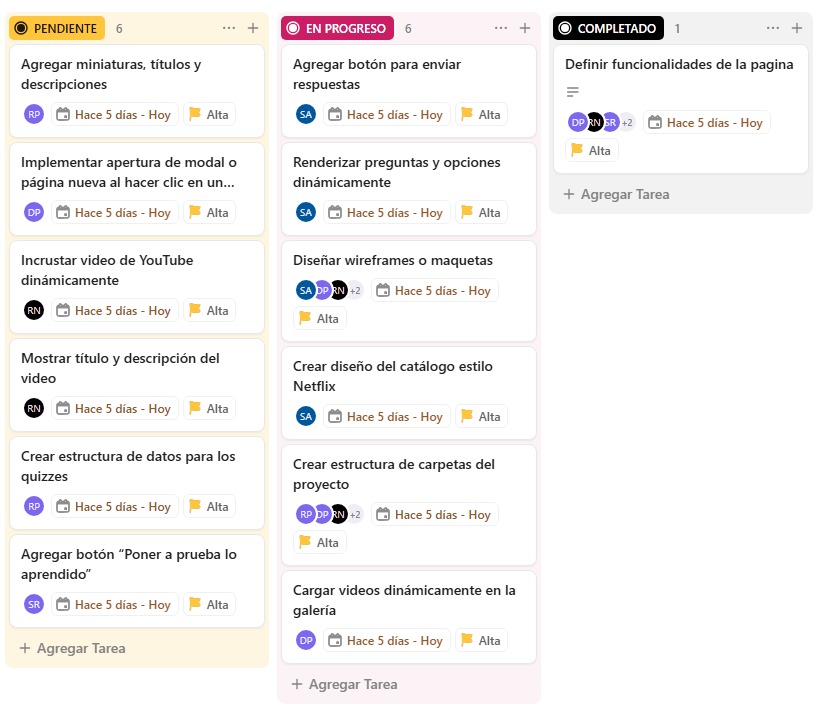 PENDIENTE 6
Agregar miniaturas, títulos y
descripciones
RP Hace 5 días - Hoy Alta
Implementar apertura de modal o
página nueva al hacer clic en un...
DP Hace 5 días - Hoy Alta
Incrustar video de YouTube
dinámicamente
RN Hace 5 días - Hoy Alta
Mostrar título y descripción del
video
RN Hace 5 días - Hoy Alta
Crear estructura de datos para los
quizzes
RP Hace 5 días - Hoy Alta
Agregar botón “Poner a prueba lo
aprendido”
SR Hace 5 días - Hoy Alta
+ Agregar Tarea
EN PROGRESO 6
Agregar botón para enviar
respuestas
SA Hace 5 días - Hoy Alta
Renderizar preguntas y opciones
dinámicamente
SA Hace 5 días - Hoy Alta
Diseñar wireframes o maquetas
SA DP RN +2 Hace 5 días - Hoy
Alta
Crear diseño del catálogo estilo
Netflix
SA Hace 5 días - Hoy Alta
Crear estructura de carpetas del
proyecto
RP DP RN +2 Hace 5 días - Hoy
Alta
Cargar videos dinámicamente en la
galería
DP Hace 5 días - Hoy Alta
+ Agregar Tarea
COMPLETADO 1
Definir funcionalidades de la pagina
DP RN SR +2 Hace 5 días - Hoy
Alta
+ Agregar Tarea